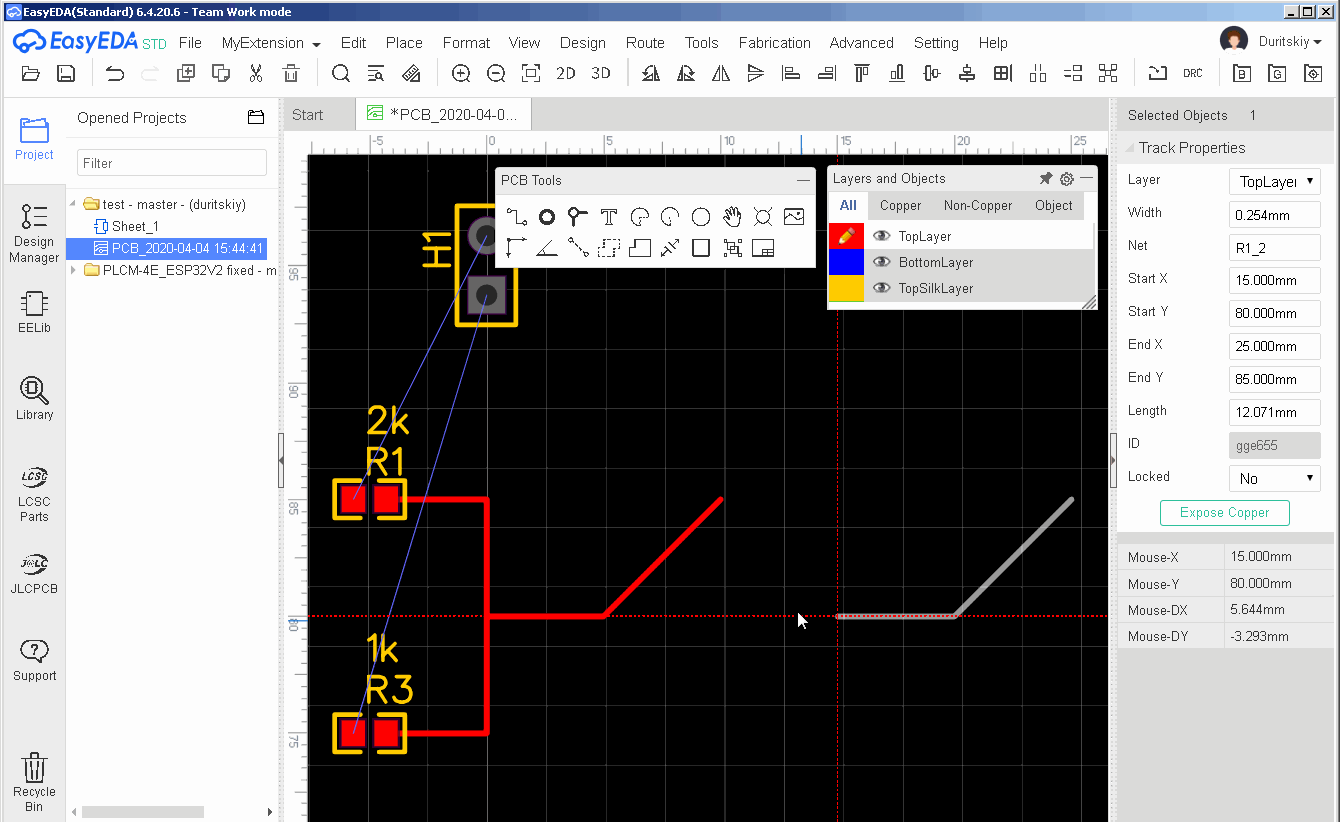 EasyEDA(Standard) 6.4.20.6 - Team Work mode
EasyEDA STD File MyExtension Edit Place Format View Design Route Tools Fabrication Advanced Setting Help Duritskiy
2D 3D DRC B G
Project
Design Manager
EELib
Library
LCSC
LCSC Parts
JLCPCB
Support
Recycle Bin
Opened Projects
Filter
test - master - (duritskiy)
Sheet_1
PCB_2020-04-04 15:44:41
PLCM-4E_ESP32V2 fixed - m
Start *PCB_2020-04-0...
-5 0 5 10 15 20 25
95
90
85
80
75
H1
2k
R1
1k
R3
PCB Tools
T
Layers and Objects
All Copper Non-Copper Object
TopLayer
BottomLayer
TopSilkLayer
Selected Objects 1
Track Properties
Layer TopLayer
Width 0.254mm
Net R1_2
Start X 15.000mm
Start Y 80.000mm
End X 25.000mm
End Y 85.000mm
Length 12.071mm
ID gge655
Locked No
Expose Copper
Mouse-X 15.000mm
Mouse-Y 80.000mm
Mouse-DX 5.644mm
Mouse-DY -3.293mm